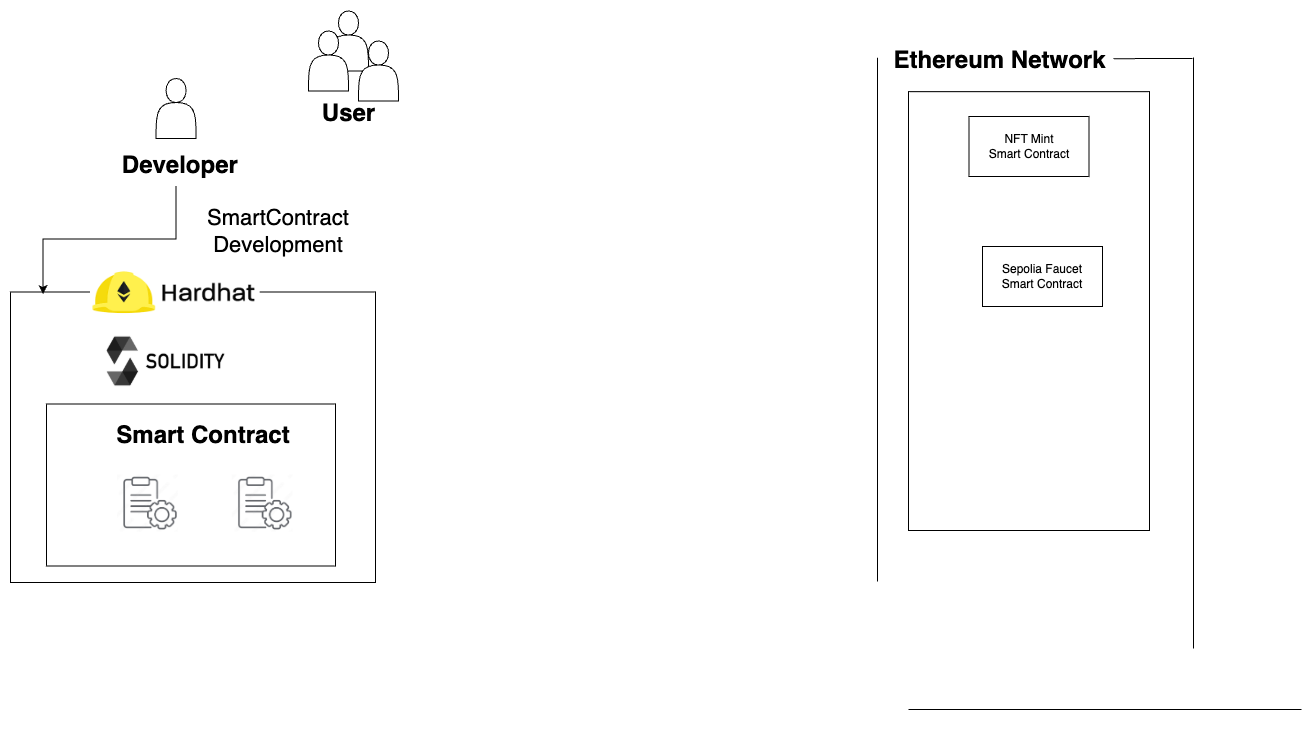 User
Developer
SmartContract
Development
Hardhat
SOLIDITY
Smart Contract
Ethereum Network
NFT Mint
Smart Contract
Sepolia Faucet
Smart Contract